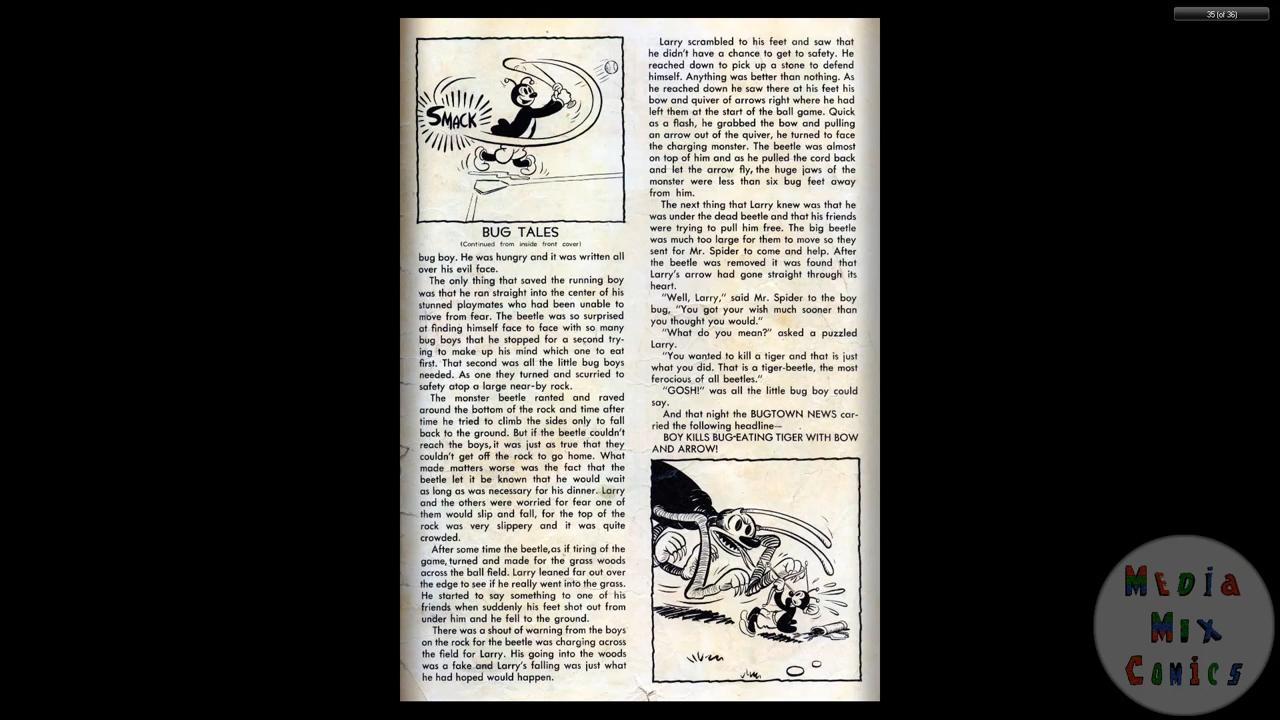 35 (of 36)
SMACK
BUG TALES
(Continued from inside front cover)
bug boy. He was hungry and it was written all
over his evil face.
The only thing that saved the running boy
was that he ran straight into the center of his
stunned playmates who had been unable to
move from fear. The beetle was so surprised
at finding himself face to face with so many
bug boys that he stopped for a second try-
ing to make up his mind which one to eat
first. That second was all the little bug boys
needed. As one they turned and scurried to
safety atop a large near-by rock.
The monster beetle ranted and raved
around the bottom of the rock and time after
time he tried to climb the sides only to fall
back to the ground. But if the beetle couldn't
reach the boys, it was just as true that they
couldn't get off the rock to go home. What
made matters worse was the fact that the
beetle let it be known that he would wait
as long as was necessary for his dinner. Larry
and the others were worried for fear one of
them would slip and fall, for the top of the
rock was very slippery and it was quite
crowded.
After some time the beetle, as if tiring of the
game, turned and made for the grass woods
across the ball field. Larry leaned far out over
the edge to see if he really went into the grass.
He started to say something to one of his
friends when suddenly his feet shot out from
under him and he fell to the ground.
There was a shout of warning from the boys
on the rock for the beetle was charging across
the field for Larry. His going into the woods
was a fake and Larry's falling was just what
he had hoped would happen.
Larry scrambled to his feet and saw that
he didn't have a chance to get to safety. He
reached down to pick up a stone to defend
himself. Anything was better than nothing. As
he reached down he saw there at his feet his
bow and quiver of arrows right where he had
left them at the start of the ball game. Quick
as a flash, he grabbed the bow and pulling
an arrow out of the quiver, he turned to face
the charging monster. The beetle was almost
on top of him and as he pulled the cord back
and let the arrow fly, the huge jaws of the
monster were less than six bug feet away
from him.
The next thing that Larry knew was that he
was under the dead beetle and that his friends
were trying to pull him free. The big beetle
was much too large for them to move so they
sent for Mr. Spider to come and help. After
the beetle was removed it was found that
Larry's arrow had gone straight through its
heart.
"Well, Larry," said Mr. Spider to the boy
bug, "You got your wish much sooner than
you thought you would."
"What do you mean?" asked a puzzled
Larry.
"You wanted to kill a tiger and that is just
what you did. That is a tiger-beetle, the most
ferocious of all beetles."
"GOSH!" was all the little bug boy could
say.
And that night the BUGTOWN NEWS car-
ried the following headline—
BOY KILLS BUG-EATING TIGER WITH BOW
AND ARROW!
MEDIA
MIX
COMICS